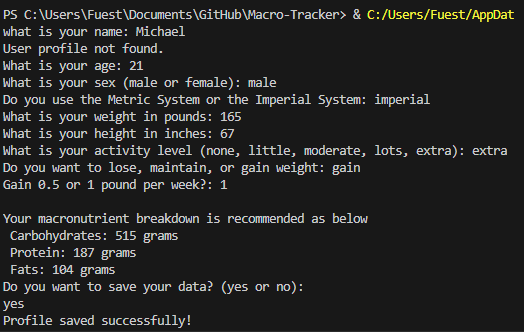 PS C:\Users\Fuest\Documents\GitHub\Macro-Tracker> & C:/Users/Fuest/AppDat
what is your name: Michael
User profile not found.
What is your age: 21
What is your sex (male or female): male
Do you use the Metric System or the Imperial System: imperial
What is your weight in pounds: 165
What is your height in inches: 67
What is your activity level (none, little, moderate, lots, extra): extra
Do you want to lose, maintain, or gain weight: gain
Gain 0.5 or 1 pound per week?: 1

Your macronutrient breakdown is recommended as below
 Carbohydrates: 515 grams
 Protein: 187 grams
 Fats: 104 grams
Do you want to save your data? (yes or no):
yes
Profile saved successfully!